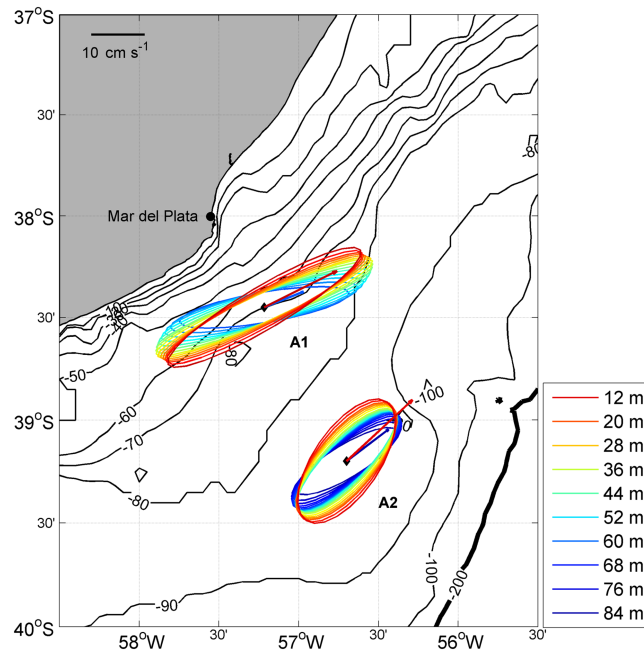 37°S
10 cm s-1
30'
-80
38°S
Mar del Plata
30'
A1
-50
-80
-60
-100
39°S
-70
-80
A2
30'
-100
-200
-90
40°S
58°W
30'
57°W
30'
56°W
30'
12 m
20 m
28 m
36 m
44 m
52 m
60 m
68 m
76 m
84 m